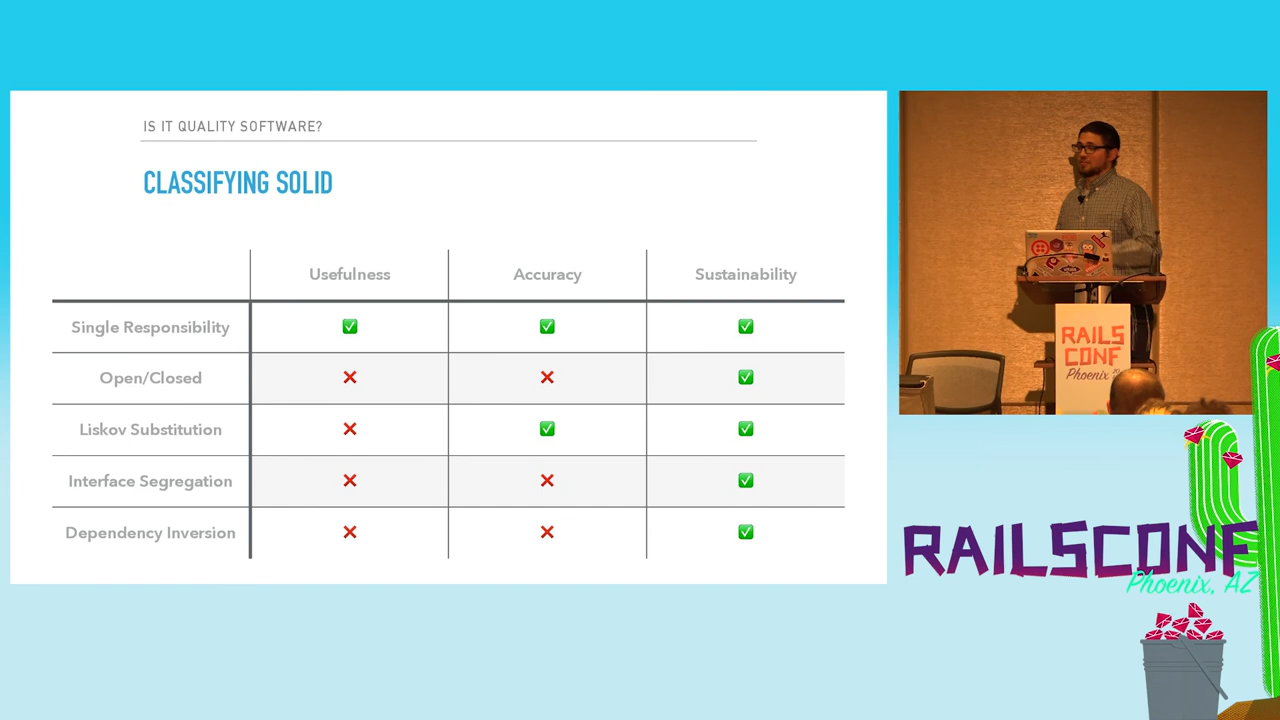 IS IT QUALITY SOFTWARE?
CLASSIFYING SOLID
Usefulness Accuracy Sustainability
Single Responsibility ✅ ✅ ✅
Open/Closed ❌ ❌ ✅
Liskov Substitution ❌ ✅ ✅
Interface Segregation ❌ ❌ ✅
Dependency Inversion ❌ ❌ ✅
RAILS
CONF
Phoenix
RAILSCONF
Phoenix, AZ